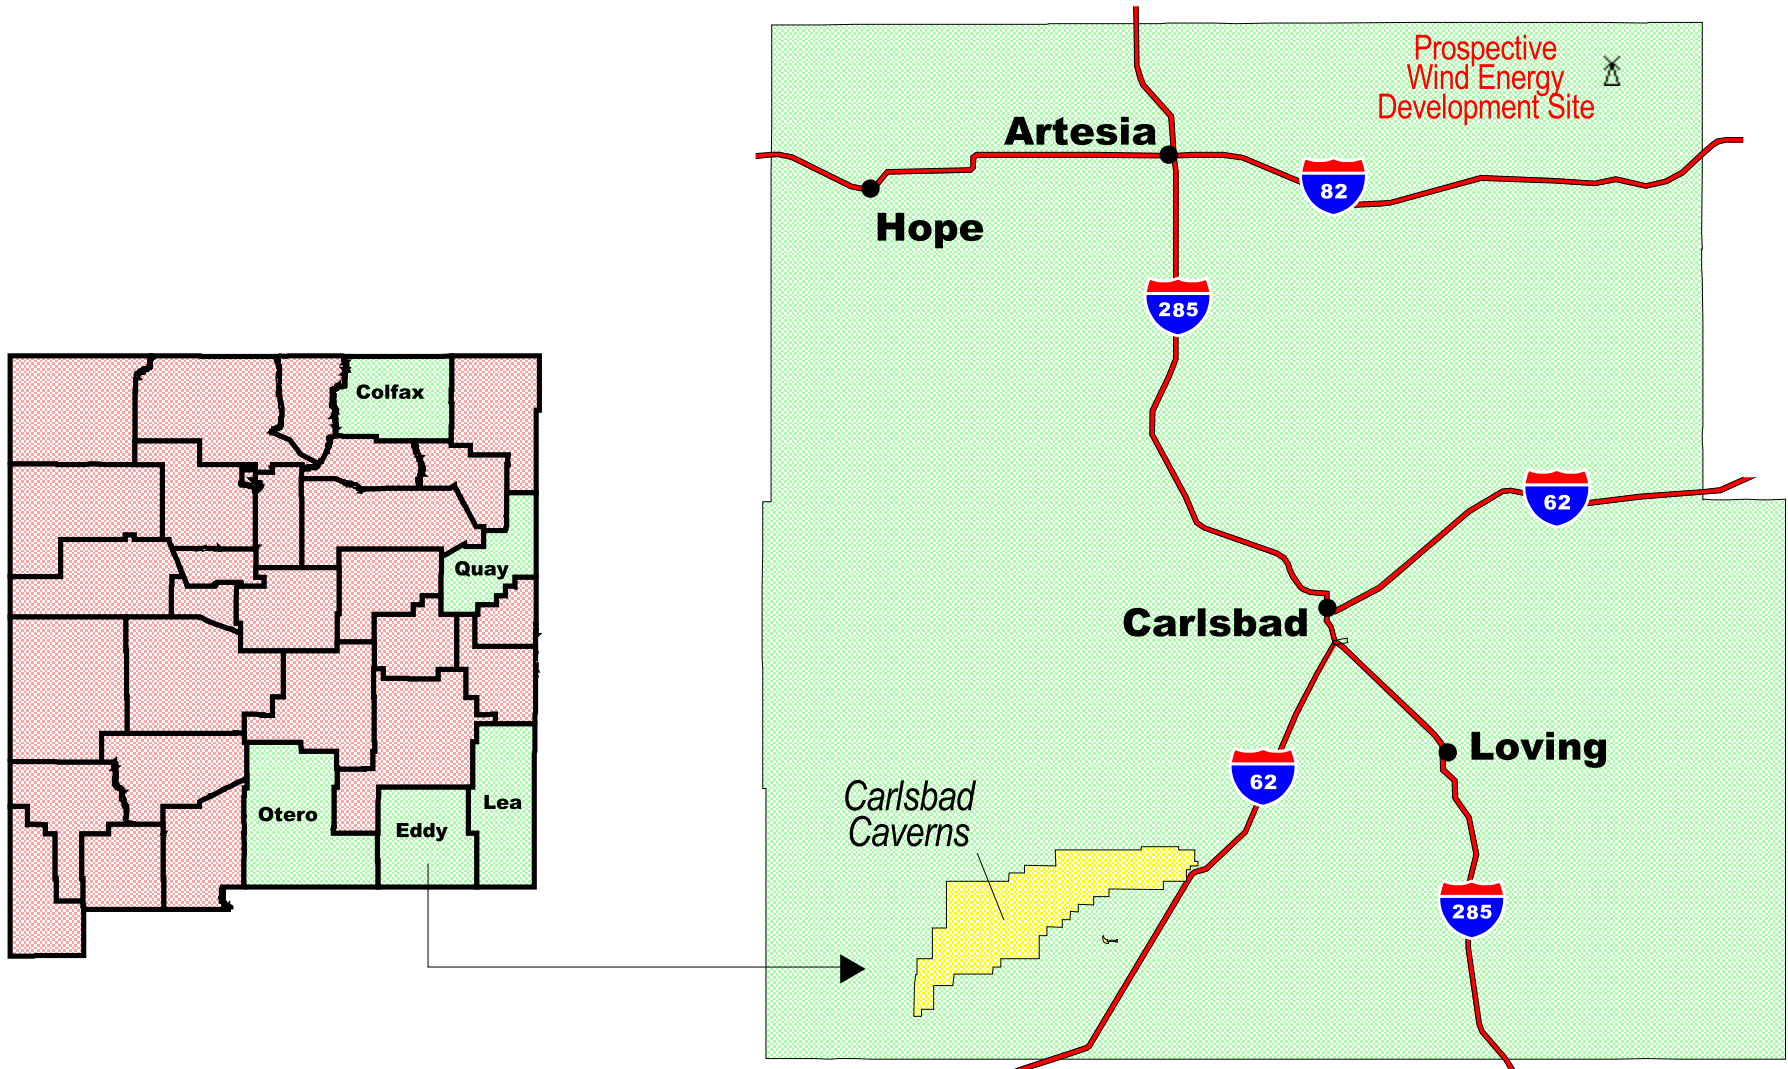 Colfax
Quay
Otero
Eddy
Lea
Prospective
Wind Energy
Development Site
Artesia
Hope
82
285
62
Carlsbad
Loving
62
Carlsbad
Caverns
285